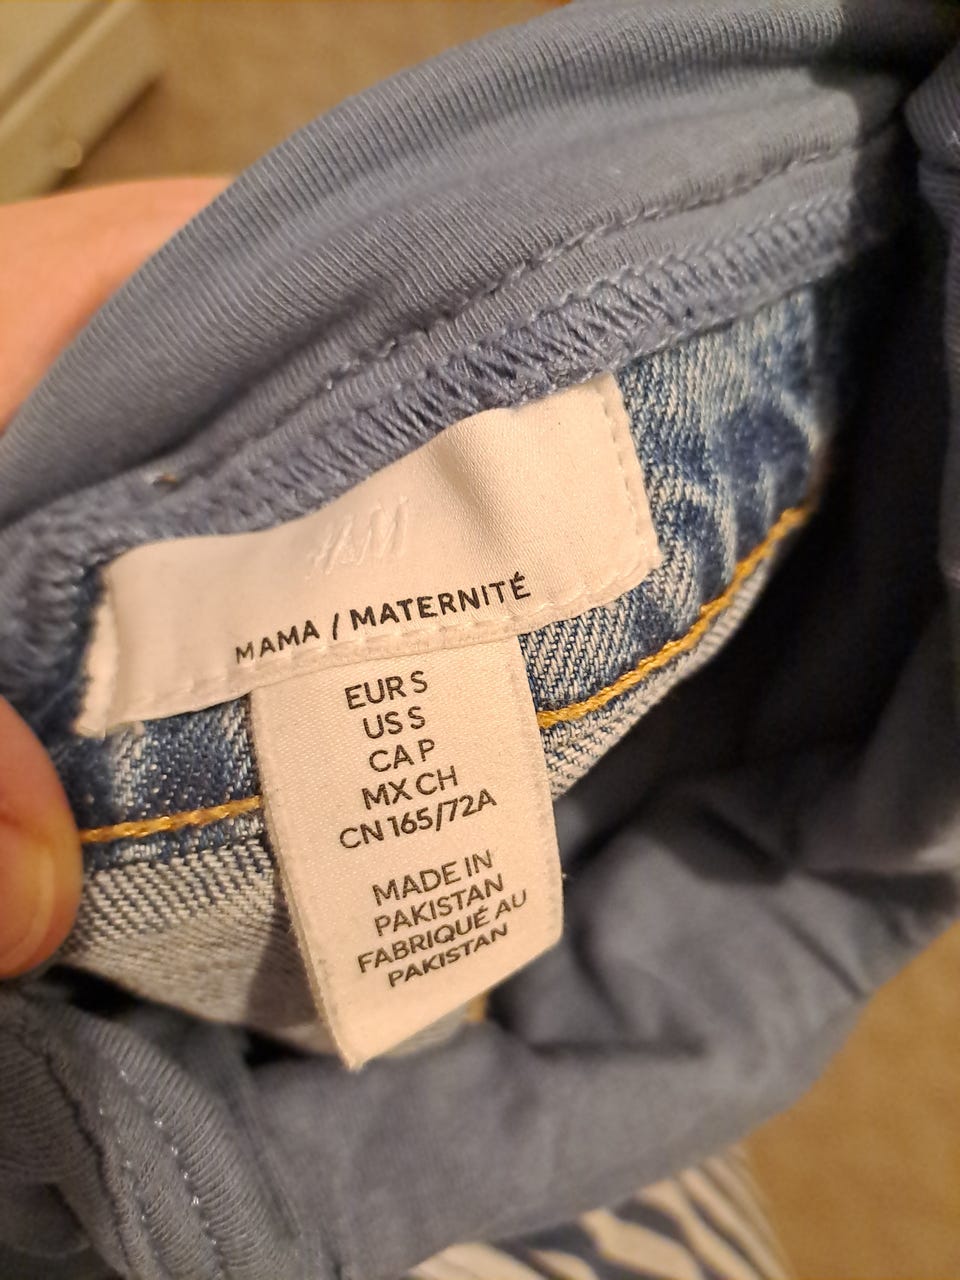 H&M
MAMA / MATERNITÉ
EUR S
US S
CA P
MX CH
CN 165/72A
MADE IN
PAKISTAN
FABRIQUÉ AU
PAKISTAN